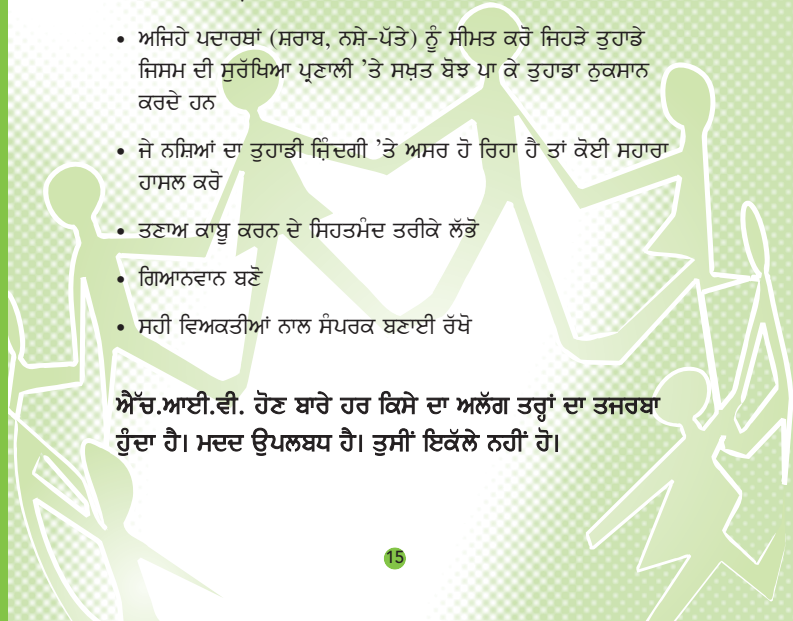 • ਅਜਿਹੇ ਪਦਾਰਥਾਂ (ਸ਼ਰਾਬ, ਨਸ਼ੇ-ਪੱਤੇ) ਨੂੰ ਸੀਮਤ ਕਰੋ ਜਿਹੜੇ ਤੁਹਾਡੇ
ਜਿਸਮ ਦੀ ਸੁਰੱਖਿਆ ਪ੍ਰਣਾਲੀ ’ਤੇ ਸਖ਼ਤ ਬੋਝ ਪਾ ਕੇ ਤੁਹਾਡਾ ਨੁਕਸਾਨ
ਕਰਦੇ ਹਨ
• ਜੇ ਨਸ਼ਿਆਂ ਦਾ ਤੁਹਾਡੀ ਜ਼ਿੰਦਗੀ ’ਤੇ ਅਸਰ ਹੋ ਰਿਹਾ ਹੈ ਤਾਂ ਕੋਈ ਸਹਾਰਾ
ਹਾਸਲ ਕਰੋ
• ਤਣਾਅ ਕਾਬੂ ਕਰਨ ਦੇ ਸਿਹਤਮੰਦ ਤਰੀਕੇ ਲੱਭੋ
• ਗਿਆਨਵਾਨ ਬਣੋ
• ਸਹੀ ਵਿਅਕਤੀਆਂ ਨਾਲ ਸੰਪਰਕ ਬਣਾਈ ਰੱਖੋ
ਐੱਚ.ਆਈ.ਵੀ. ਹੋਣ ਬਾਰੇ ਹਰ ਕਿਸੇ ਦਾ ਅਲੱਗ ਤਰ੍ਹਾਂ ਦਾ ਤਜਰਬਾ
ਹੁੰਦਾ ਹੈ। ਮਦਦ ਉਪਲਬਧ ਹੈ। ਤੁਸੀਂ ਇਕੱਲੇ ਨਹੀਂ ਹੋ।
15